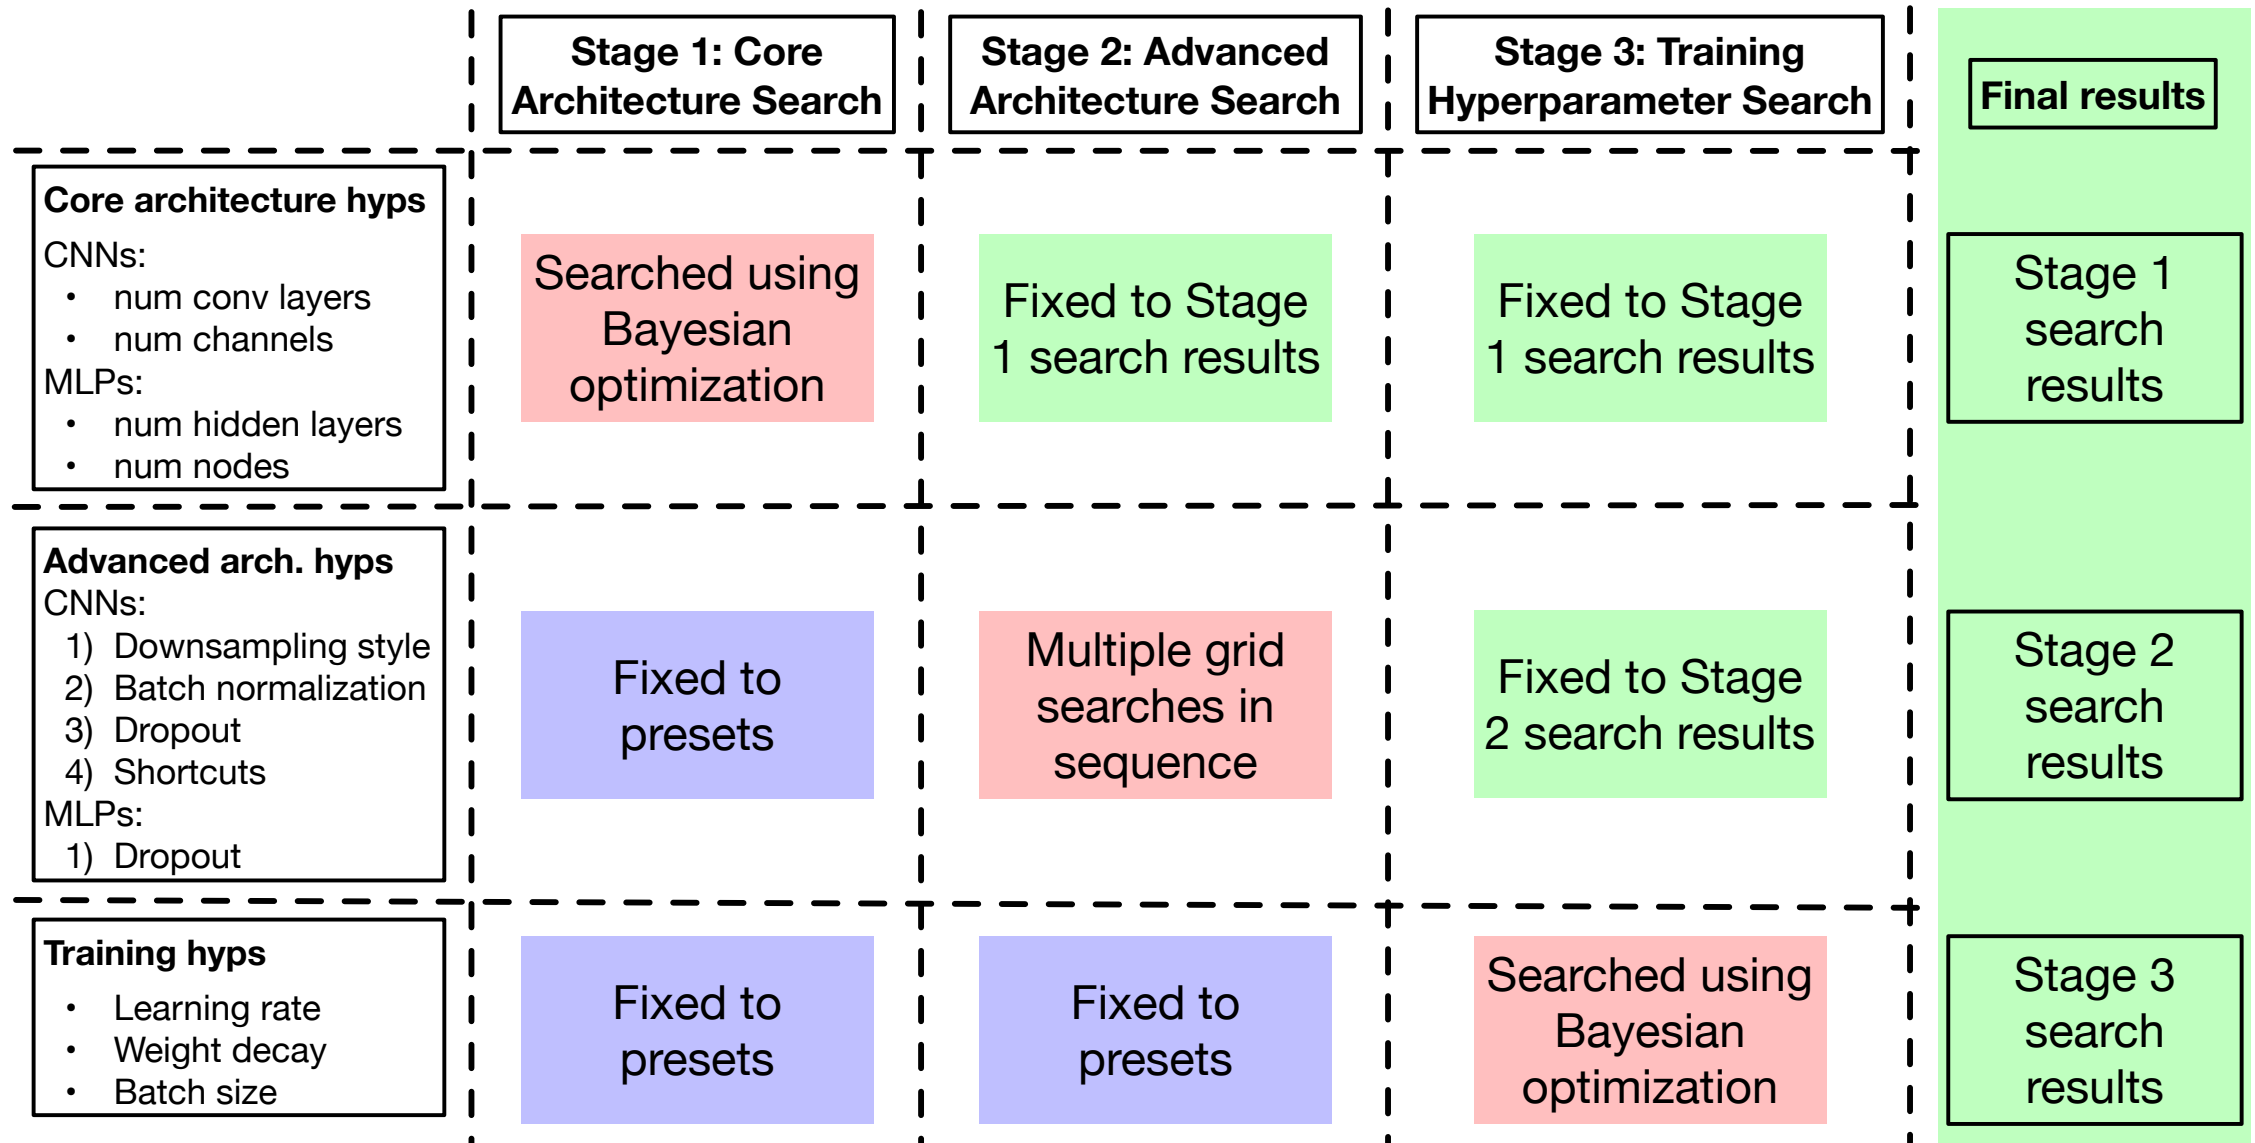 Stage 1: Core
Architecture Search
Stage 2: Advanced
Architecture Search
Stage 3: Training
Hyperparameter Search
Final results
Core architecture hyps
CNNs:
• num conv layers
• num channels
MLPs:
• num hidden layers
• num nodes
Searched using
Bayesian
optimization
Fixed to Stage
1 search results
Fixed to Stage
1 search results
Stage 1
search
results
Advanced arch. hyps
CNNs:
1) Downsampling style
2) Batch normalization
3) Dropout
4) Shortcuts
MLPs:
1) Dropout
Fixed to
presets
Multiple grid
searches in
sequence
Fixed to Stage
2 search results
Stage 2
search
results
Training hyps
• Learning rate
• Weight decay
• Batch size
Fixed to
presets
Fixed to
presets
Searched using
Bayesian
optimization
Stage 3
search
results